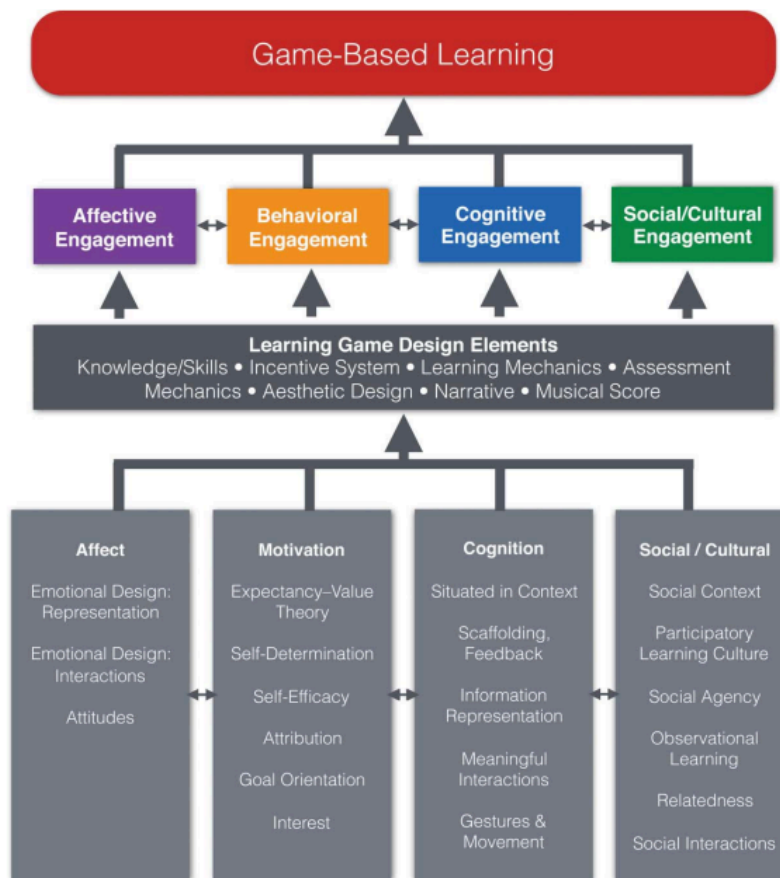 Game-Based Learning
Affective
Engagement
Behavioral
Engagement
Cognitive
Engagement
Social/Cultural
Engagement
Learning Game Design Elements
Knowledge/Skills • Incentive System • Learning Mechanics • Assessment
Mechanics • Aesthetic Design • Narrative • Musical Score
Affect
Emotional Design:
Representation
Emotional Design:
Interactions
Attitudes
Motivation
Expectancy–Value
Theory
Self-Determination
Self-Efficacy
Attribution
Goal Orientation
Interest
Cognition
Situated in Context
Scaffolding,
Feedback
Information
Representation
Meaningful
Interactions
Gestures &
Movement
Social / Cultural
Social Context
Participatory
Learning Culture
Social Agency
Observational
Learning
Relatedness
Social Interactions